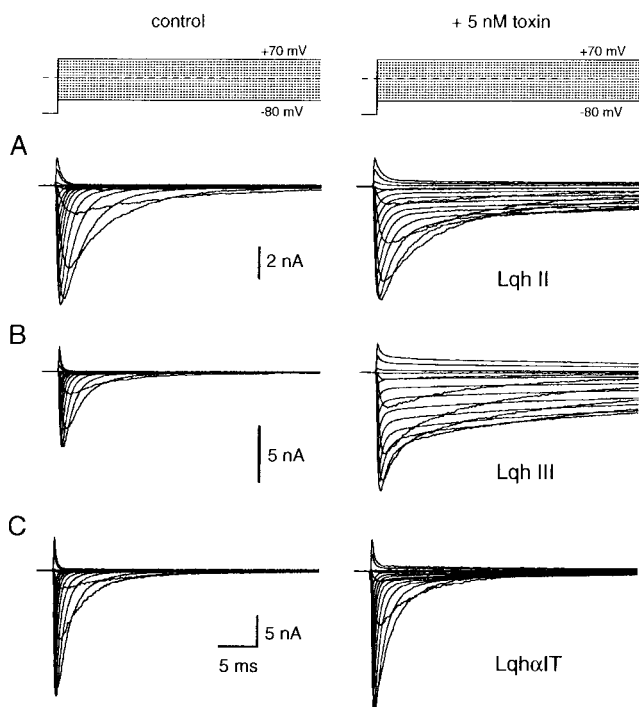 control
+ 5 nM toxin
+70 mV
+70 mV
-80 mV
-80 mV
A
2 nA
Lqh II
B
5 nA
Lqh III
C
5 nA
5 ms
LqhαIT